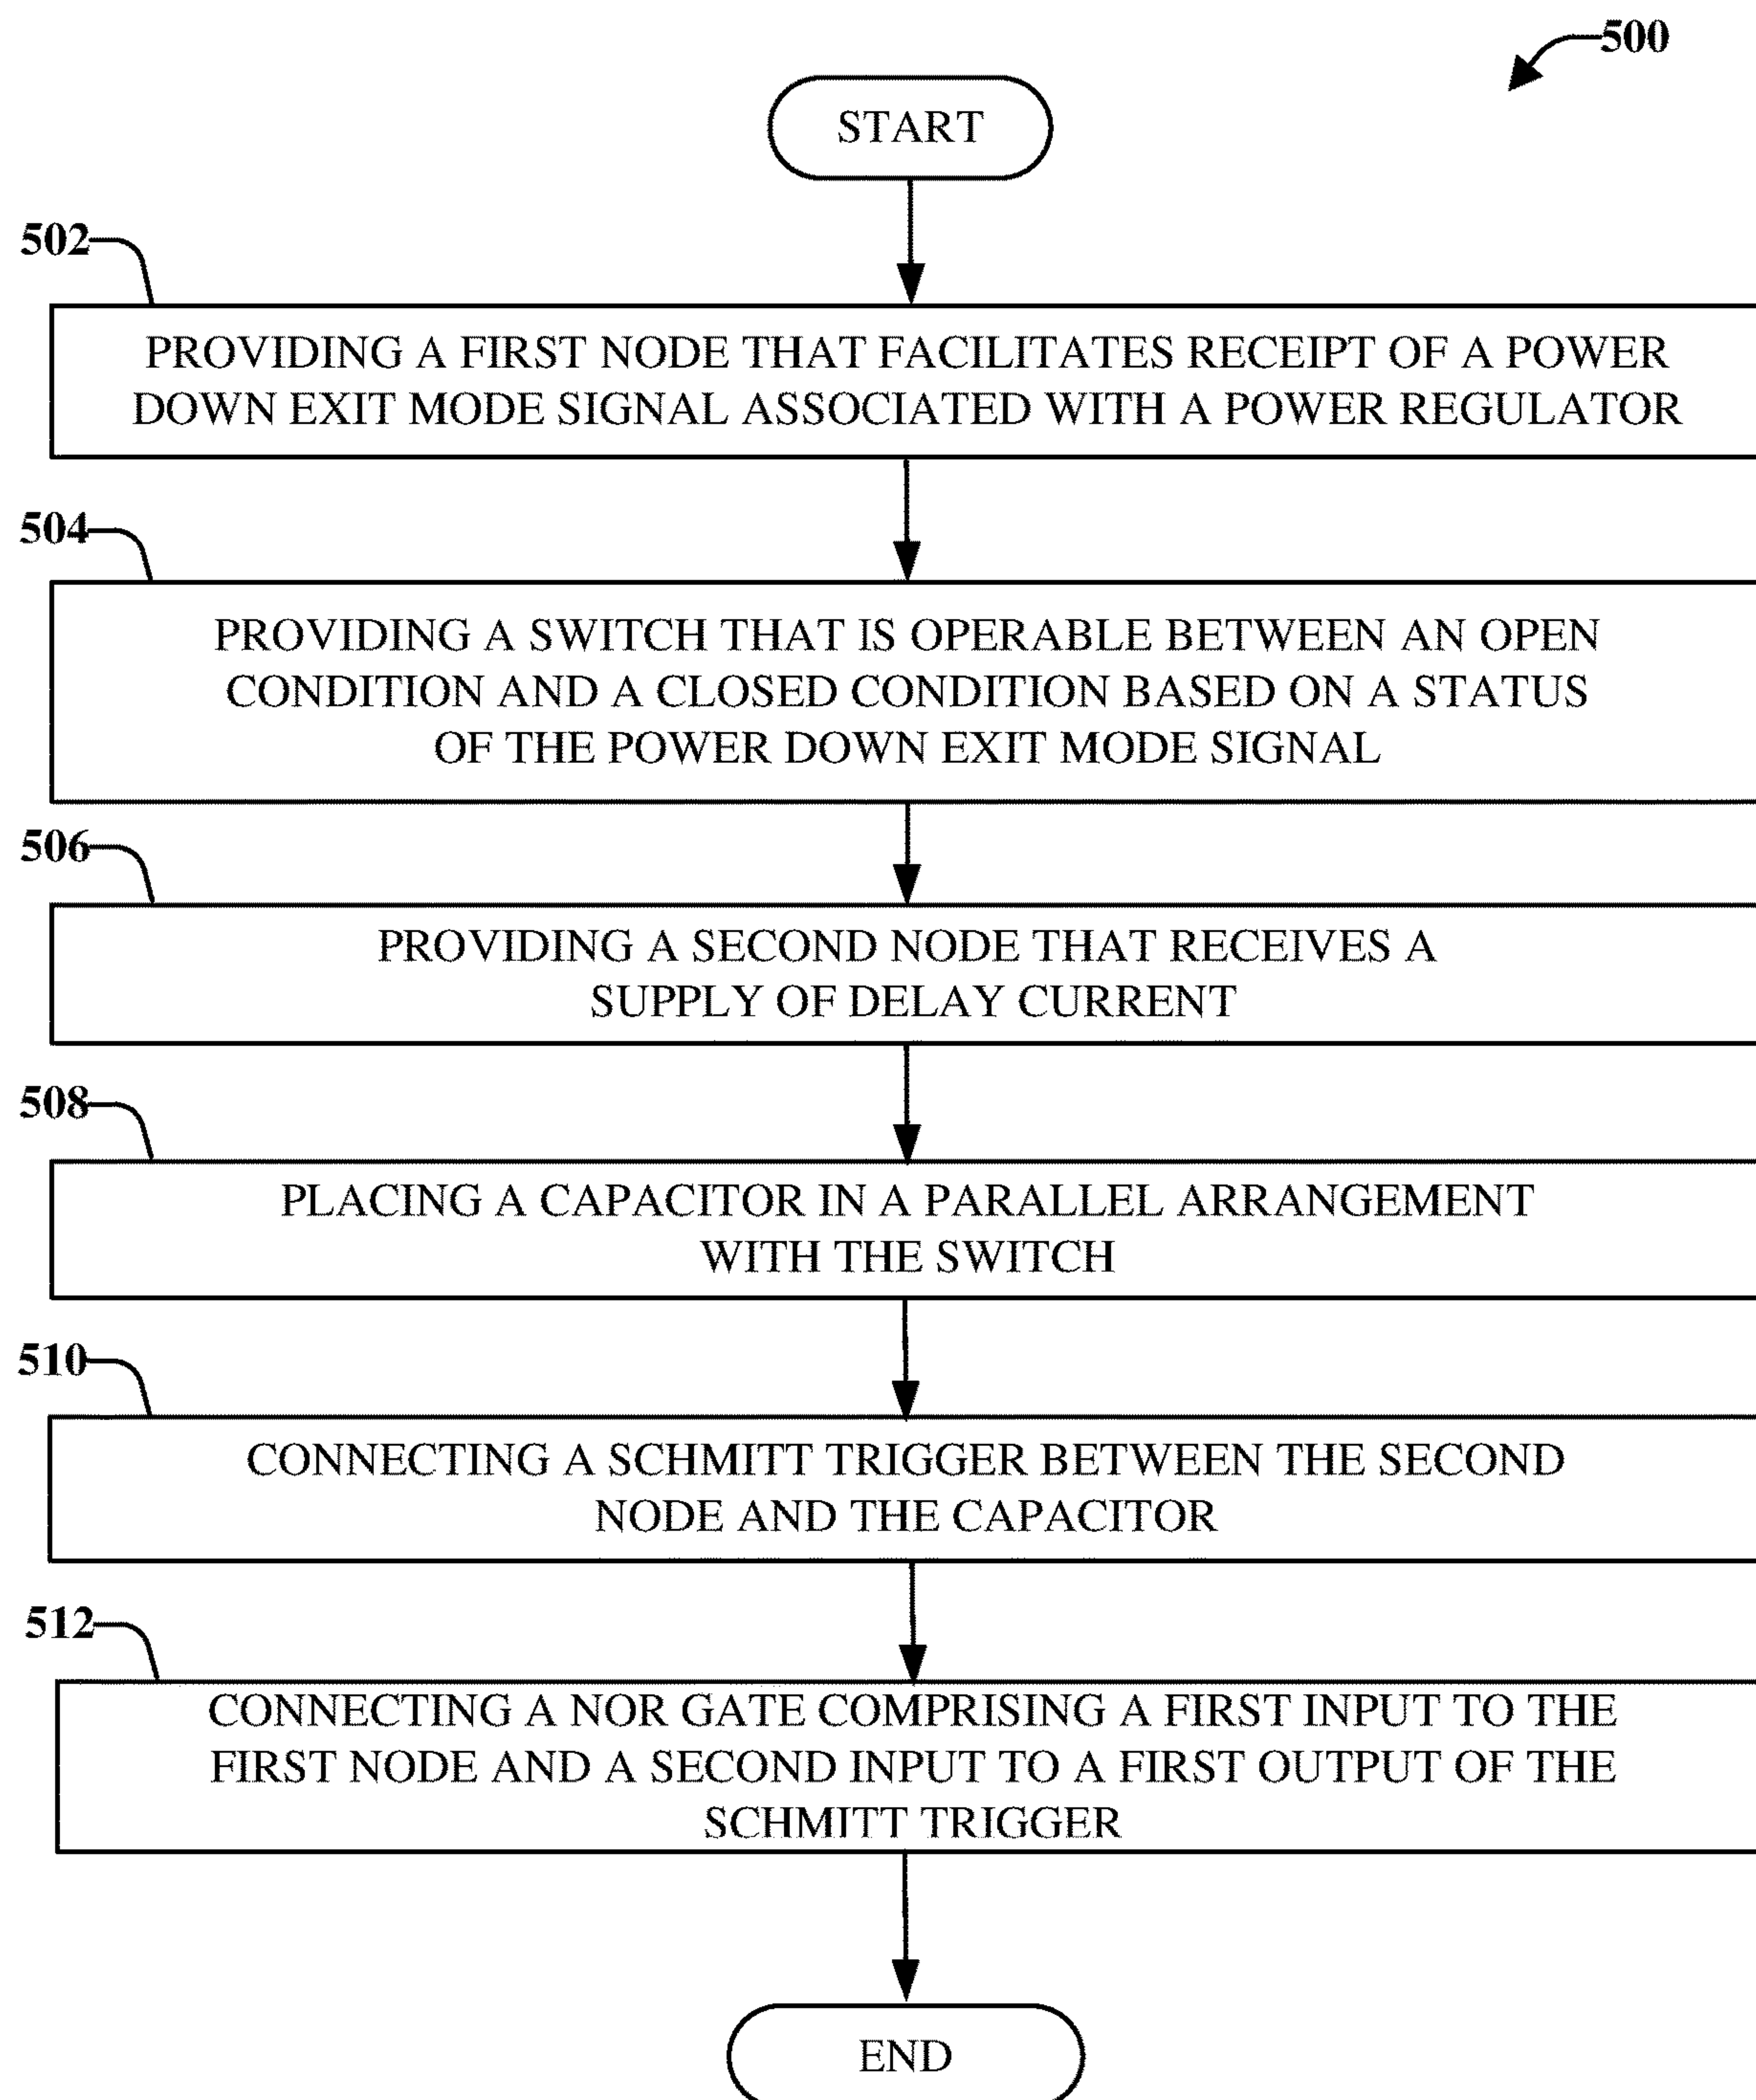 500
START
502
PROVIDING A FIRST NODE THAT FACILITATES RECEIPT OF A POWER
DOWN EXIT MODE SIGNAL ASSOCIATED WITH A POWER REGULATOR
504
PROVIDING A SWITCH THAT IS OPERABLE BETWEEN AN OPEN
CONDITION AND A CLOSED CONDITION BASED ON A STATUS
OF THE POWER DOWN EXIT MODE SIGNAL
506
PROVIDING A SECOND NODE THAT RECEIVES A
SUPPLY OF DELAY CURRENT
508
PLACING A CAPACITOR IN A PARALLEL ARRANGEMENT
WITH THE SWITCH
510
CONNECTING A SCHMITT TRIGGER BETWEEN THE SECOND
NODE AND THE CAPACITOR
512
CONNECTING A NOR GATE COMPRISING A FIRST INPUT TO THE
FIRST NODE AND A SECOND INPUT TO A FIRST OUTPUT OF THE
SCHMITT TRIGGER
END